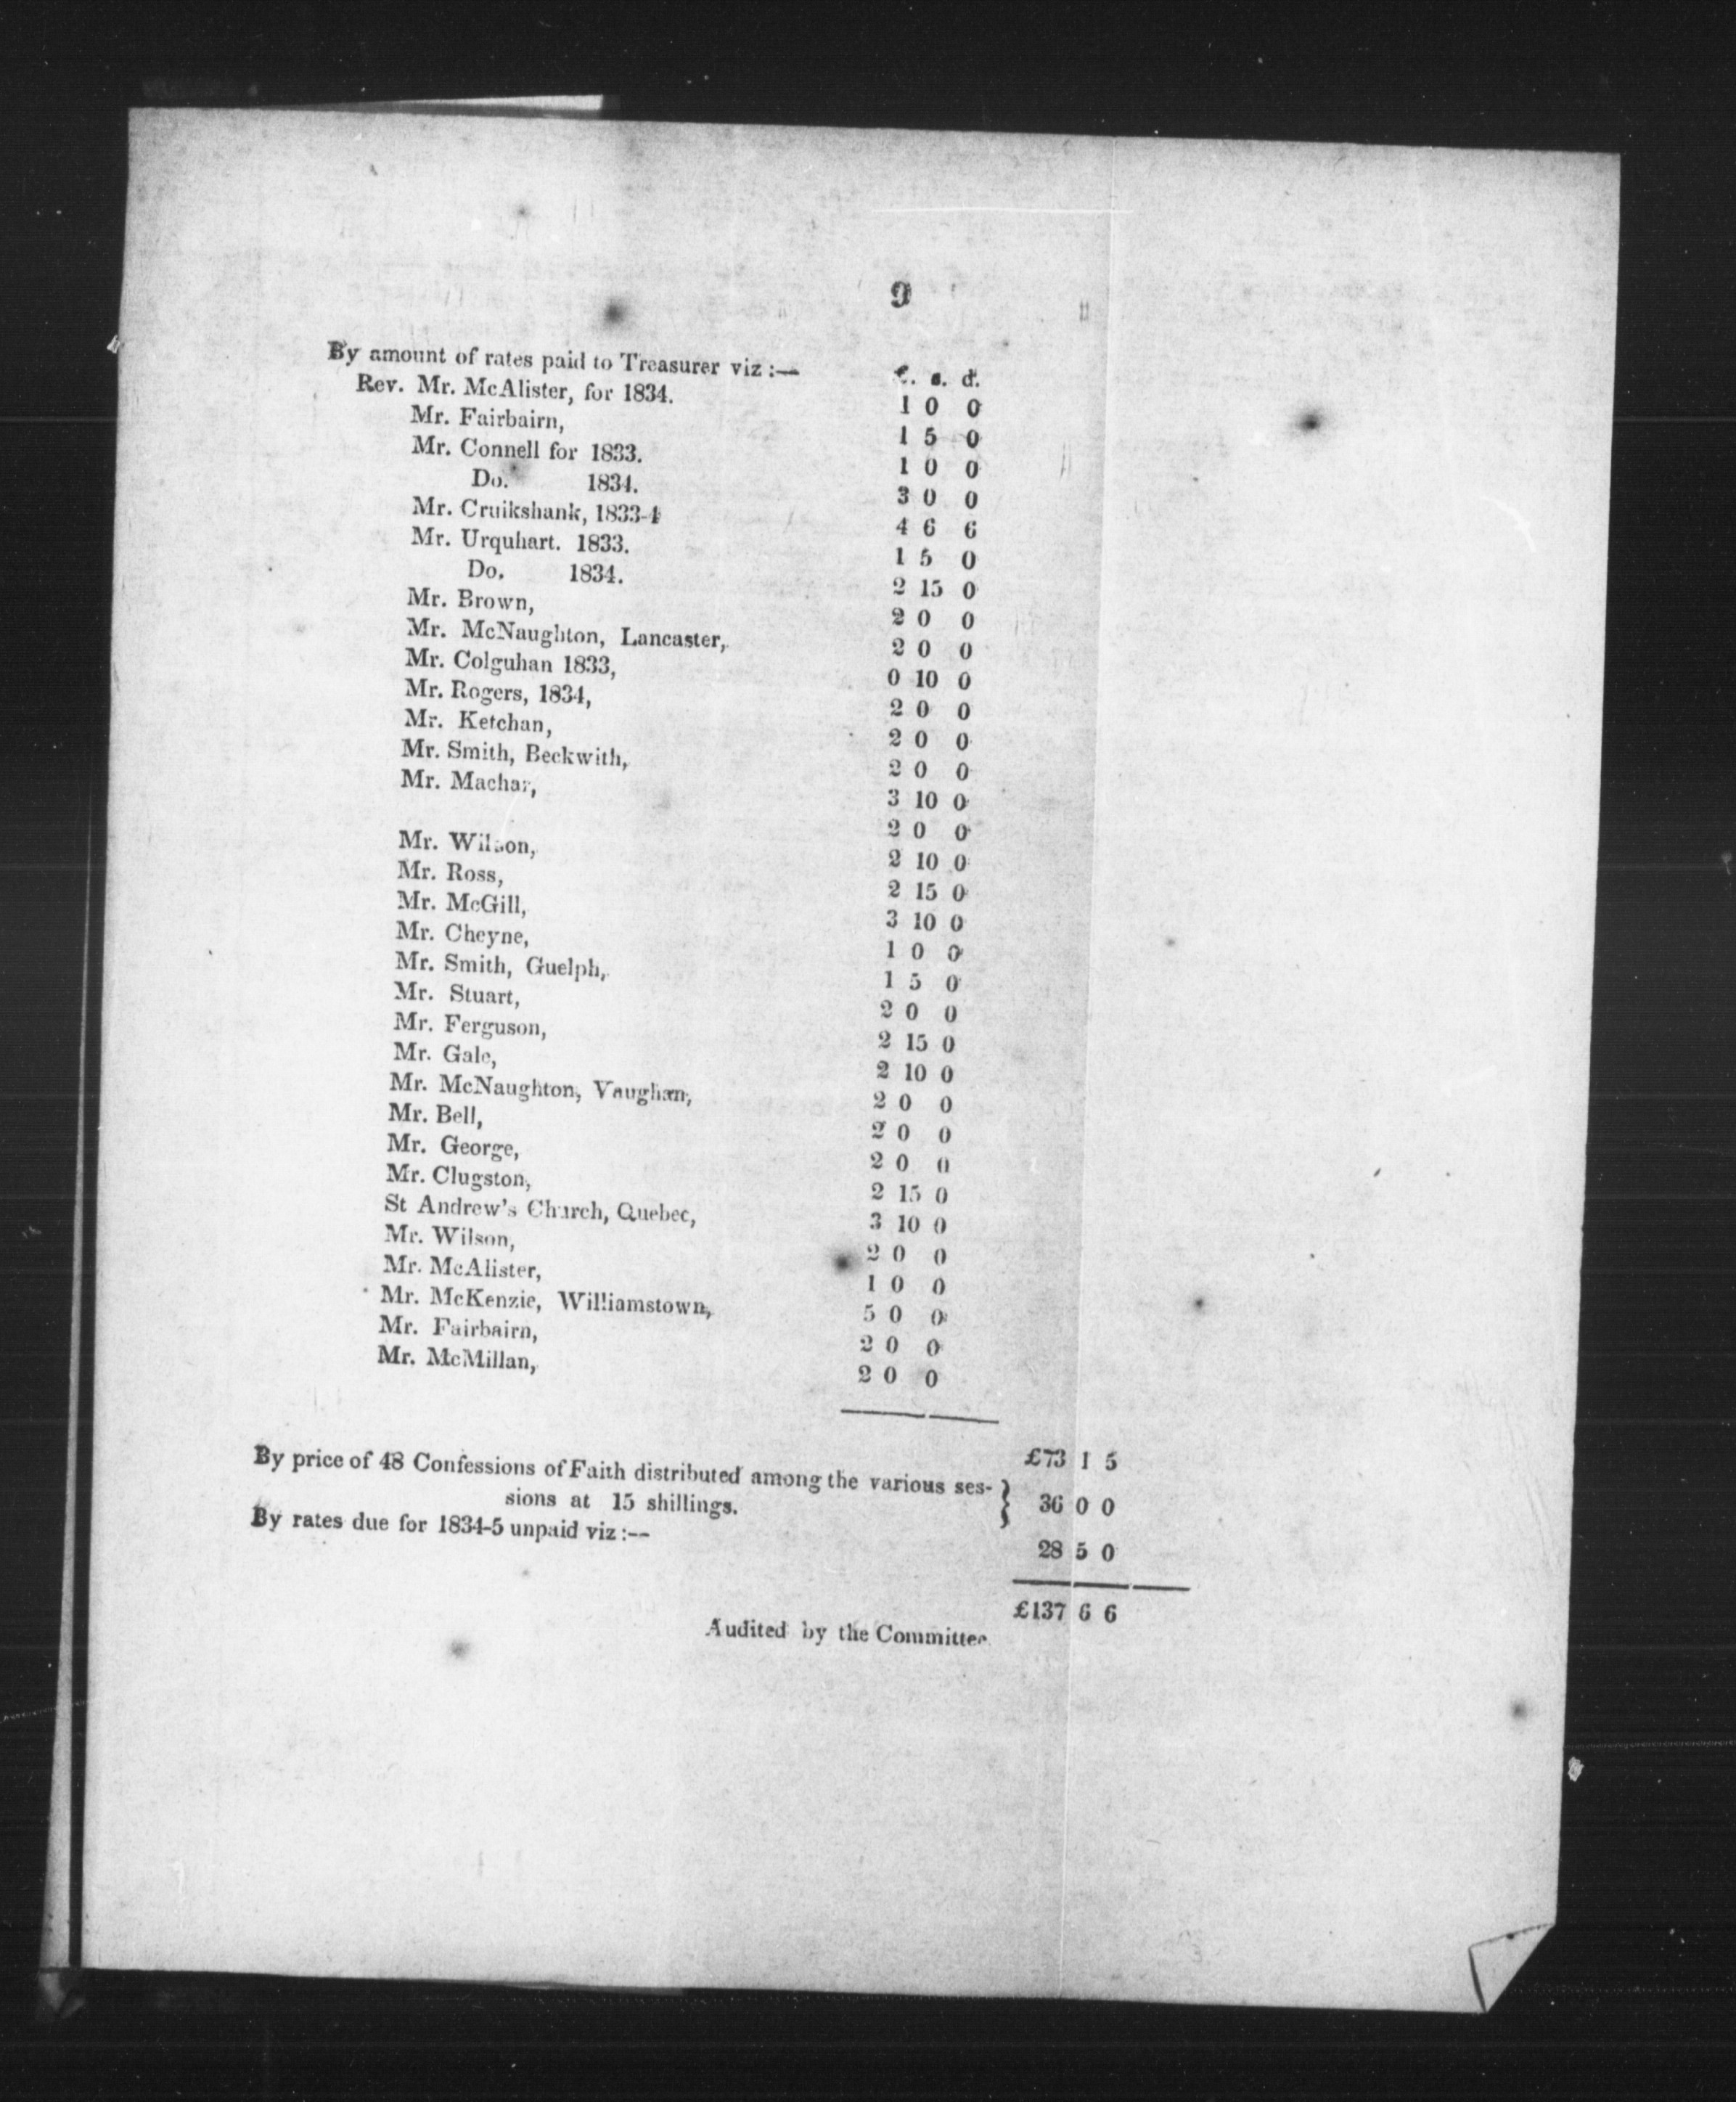 9
By amount of rates paid to Treasurer viz :— £. s. d.
Rev. Mr. McAlister, for 1834. 1 0 0
Mr. Fairbairn, 1 5 0
Mr. Connell for 1833. 1 0 0
Do. 1834. 3 0 0
Mr. Cruikshank, 1833-4 4 6 6
Mr. Urquhart. 1833. 1 5 0
Do. 1834. 2 15 0
Mr. Brown, 2 0 0
Mr. McNaughton, Lancaster, 2 0 0
Mr. Colguhan 1833, 0 10 0
Mr. Rogers, 1834, 2 0 0
Mr. Ketchan, 2 0 0
Mr. Smith, Beckwith, 2 0 0
Mr. Machar, 3 10 0
2 0 0
Mr. Wilson, 2 10 0
Mr. Ross, 2 15 0
Mr. McGill, 3 10 0
Mr. Cheyne, 1 0 0
Mr. Smith, Guelph, 1 5 0
Mr. Stuart, 2 0 0
Mr. Ferguson, 2 15 0
Mr. Gale, 2 10 0
Mr. McNaughton, Vaughan, 2 0 0
Mr. Bell, 2 0 0
Mr. George, 2 0 0
Mr. Clugston, 2 15 0
St Andrew's Church, Quebec, 3 10 0
Mr. Wilson, 2 0 0
Mr. McAlister, 1 0 0
Mr. McKenzie, Williamstown, 5 0 0
Mr. Fairbairn, 2 0 0
Mr. McMillan, 2 0 0
£73 1 5
By price of 48 Confessions of Faith distributed among the various ses-
sions at 15 shillings. } 36 0 0
By rates due for 1834-5 unpaid viz :-- 28 5 0
£137 6 6
Audited by the Committee